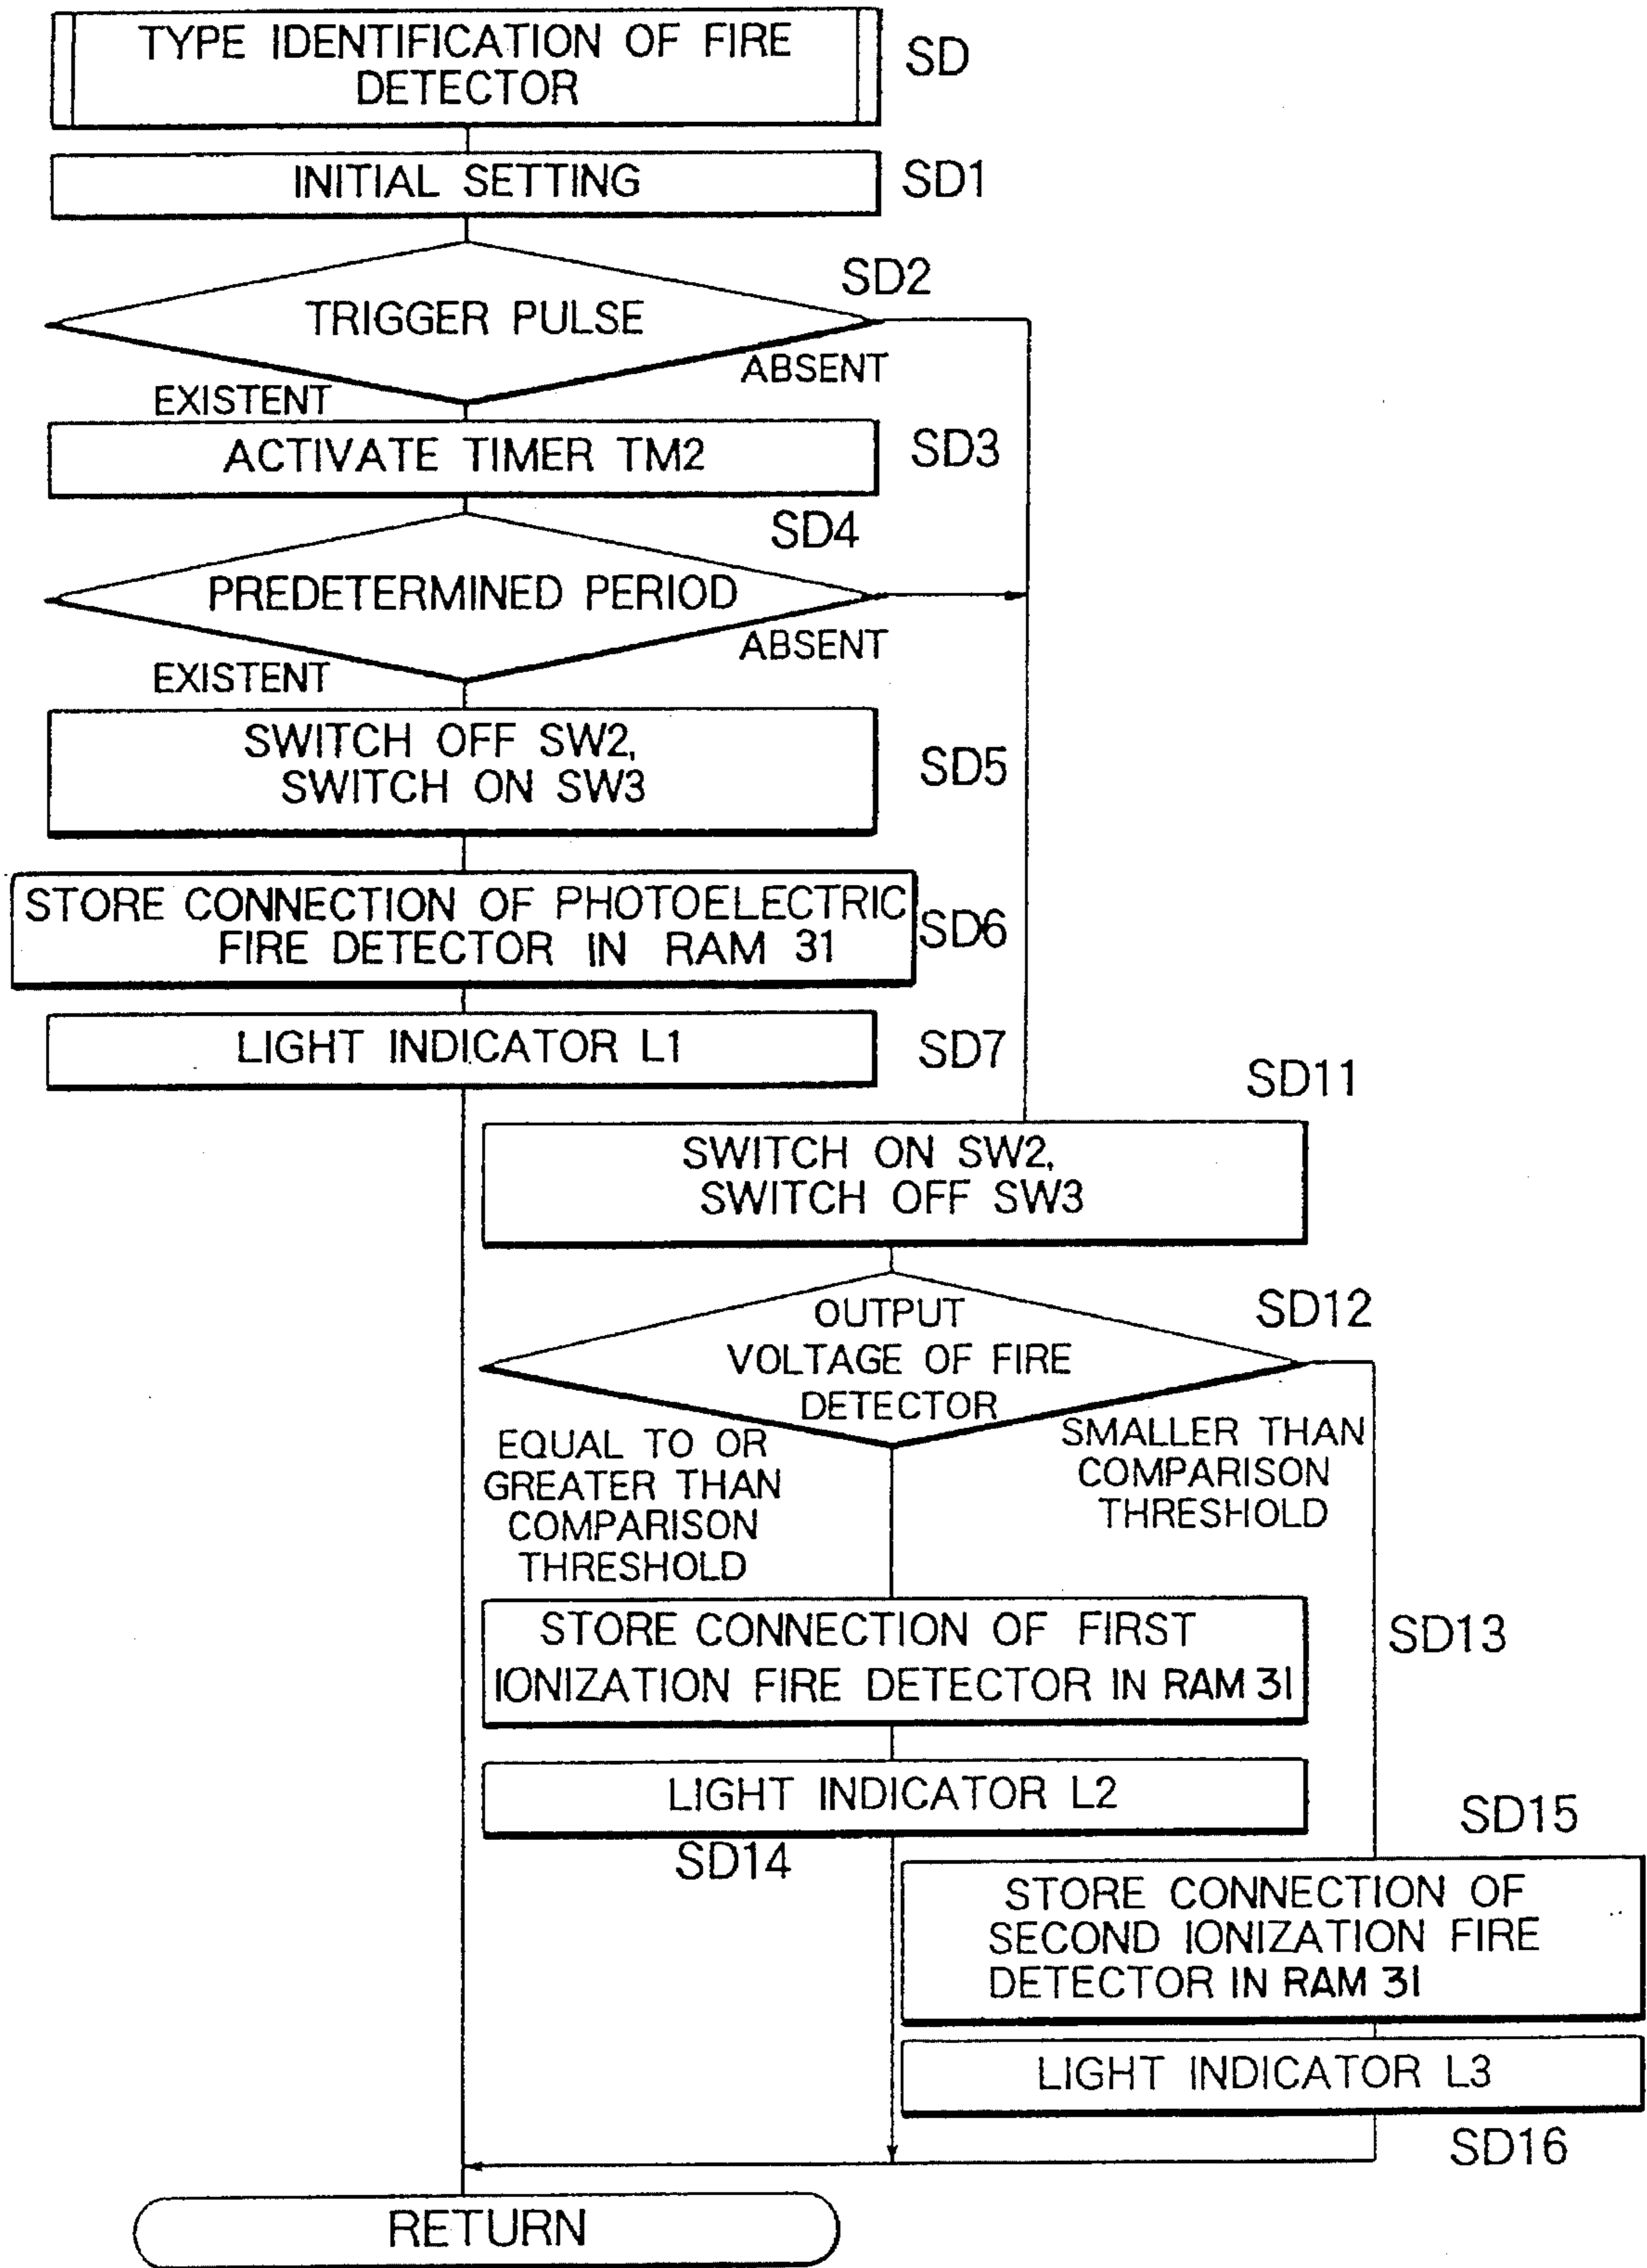 TYPE IDENTIFICATION OF FIRE
DETECTOR
SD
INITIAL SETTING
SD1
SD2
TRIGGER PULSE
ABSENT
EXISTENT
ACTIVATE TIMER TM2
SD3
SD4
PREDETERMINED PERIOD
ABSENT
EXISTENT
SWITCH OFF SW2,
SWITCH ON SW3
SD5
STORE CONNECTION OF PHOTOELECTRIC
FIRE DETECTOR IN RAM 31
SD6
LIGHT INDICATOR L1
SD7
SD11
SWITCH ON SW2,
SWITCH OFF SW3
SD12
OUTPUT
VOLTAGE OF FIRE
DETECTOR
EQUAL TO OR
GREATER THAN
COMPARISON
THRESHOLD
SMALLER THAN
COMPARISON
THRESHOLD
STORE CONNECTION OF FIRST
IONIZATION FIRE DETECTOR IN RAM 31
SD13
LIGHT INDICATOR L2
SD14
SD15
STORE CONNECTION OF
SECOND IONIZATION FIRE
DETECTOR IN RAM 31
LIGHT INDICATOR L3
SD16
RETURN